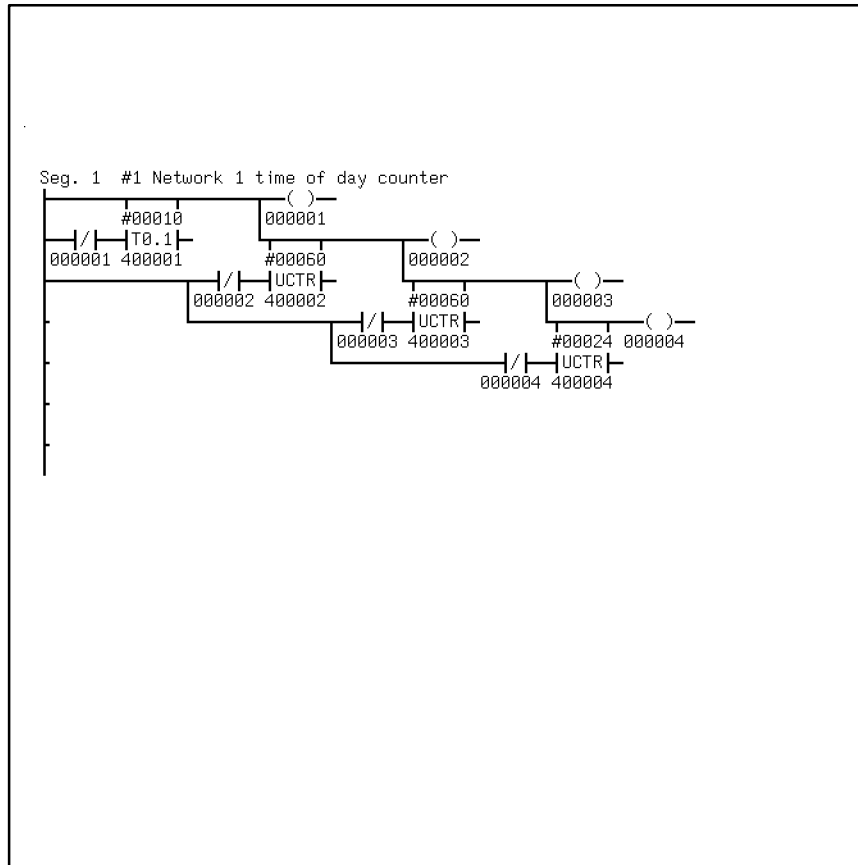 Seg. 1 #1 Network 1 time of day counter
( )
#00010 000001
/ T0.1 ( )
000001 400001 #00060 000002
/ UCTR ( )
000002 400002 #00060 000003
/ UCTR ( )
000003 400003 #00024 000004
/ UCTR
000004 400004